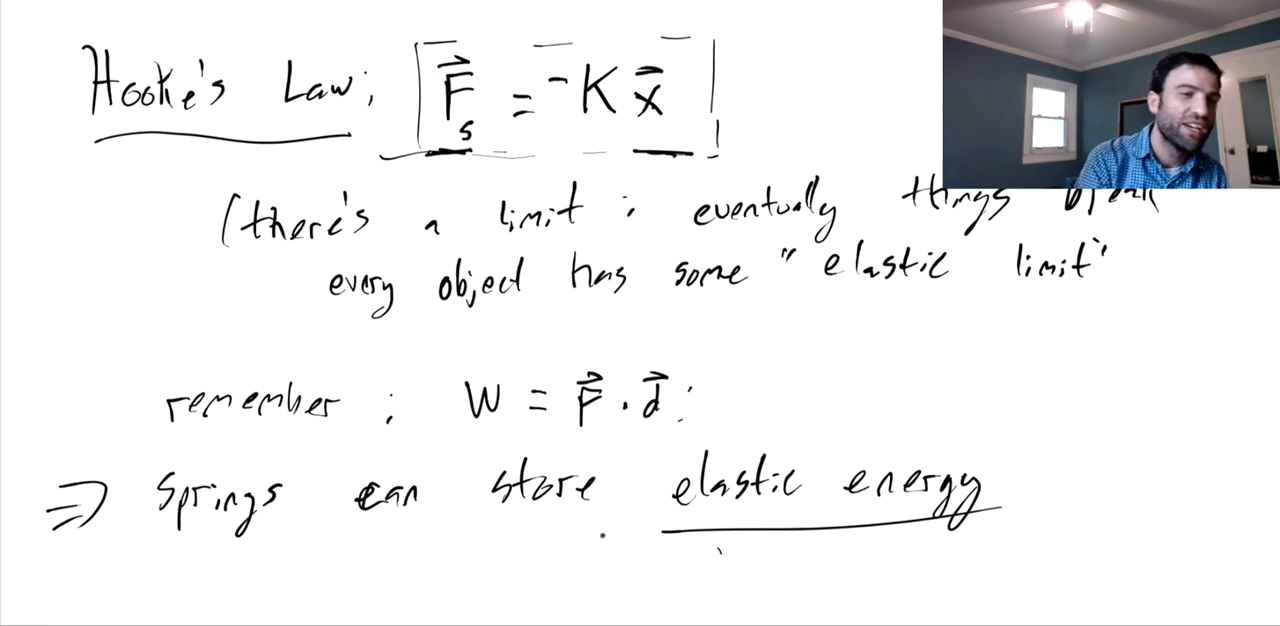 Hooke's Law: F⃗s = -K x⃗
(there's a limit: eventually things break
every object has some "elastic limit"
remember: W = F⃗ · d⃗:
⇒ Springs can store elastic energy